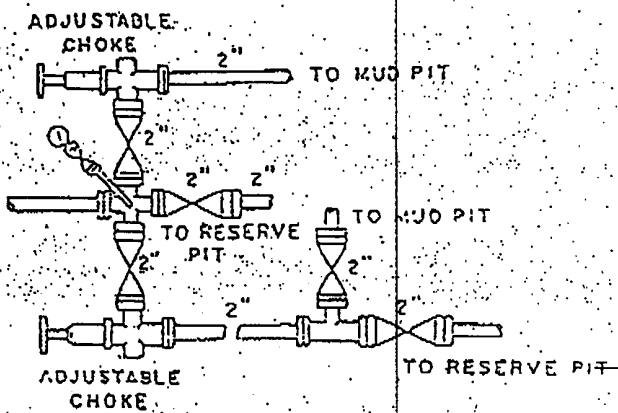 ADJUSTABLE
CHOKE
2"
TO MUD PIT
2"
2"
2"
TO RESERVE
PIT
TO MUD PIT
2"
2"
2"
2"
TO RESERVE PIT
ADJUSTABLE
CHOKE